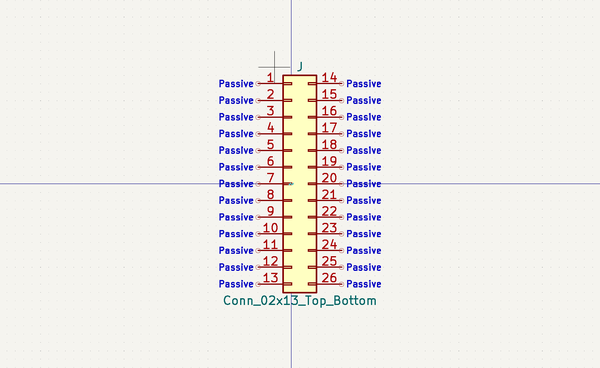 J
Passive 1 14 Passive
Passive 2 15 Passive
Passive 3 16 Passive
Passive 4 17 Passive
Passive 5 18 Passive
Passive 6 19 Passive
Passive 7 20 Passive
Passive 8 21 Passive
Passive 9 22 Passive
Passive 10 23 Passive
Passive 11 24 Passive
Passive 12 25 Passive
Passive 13 26 Passive
Conn_02x13_Top_Bottom